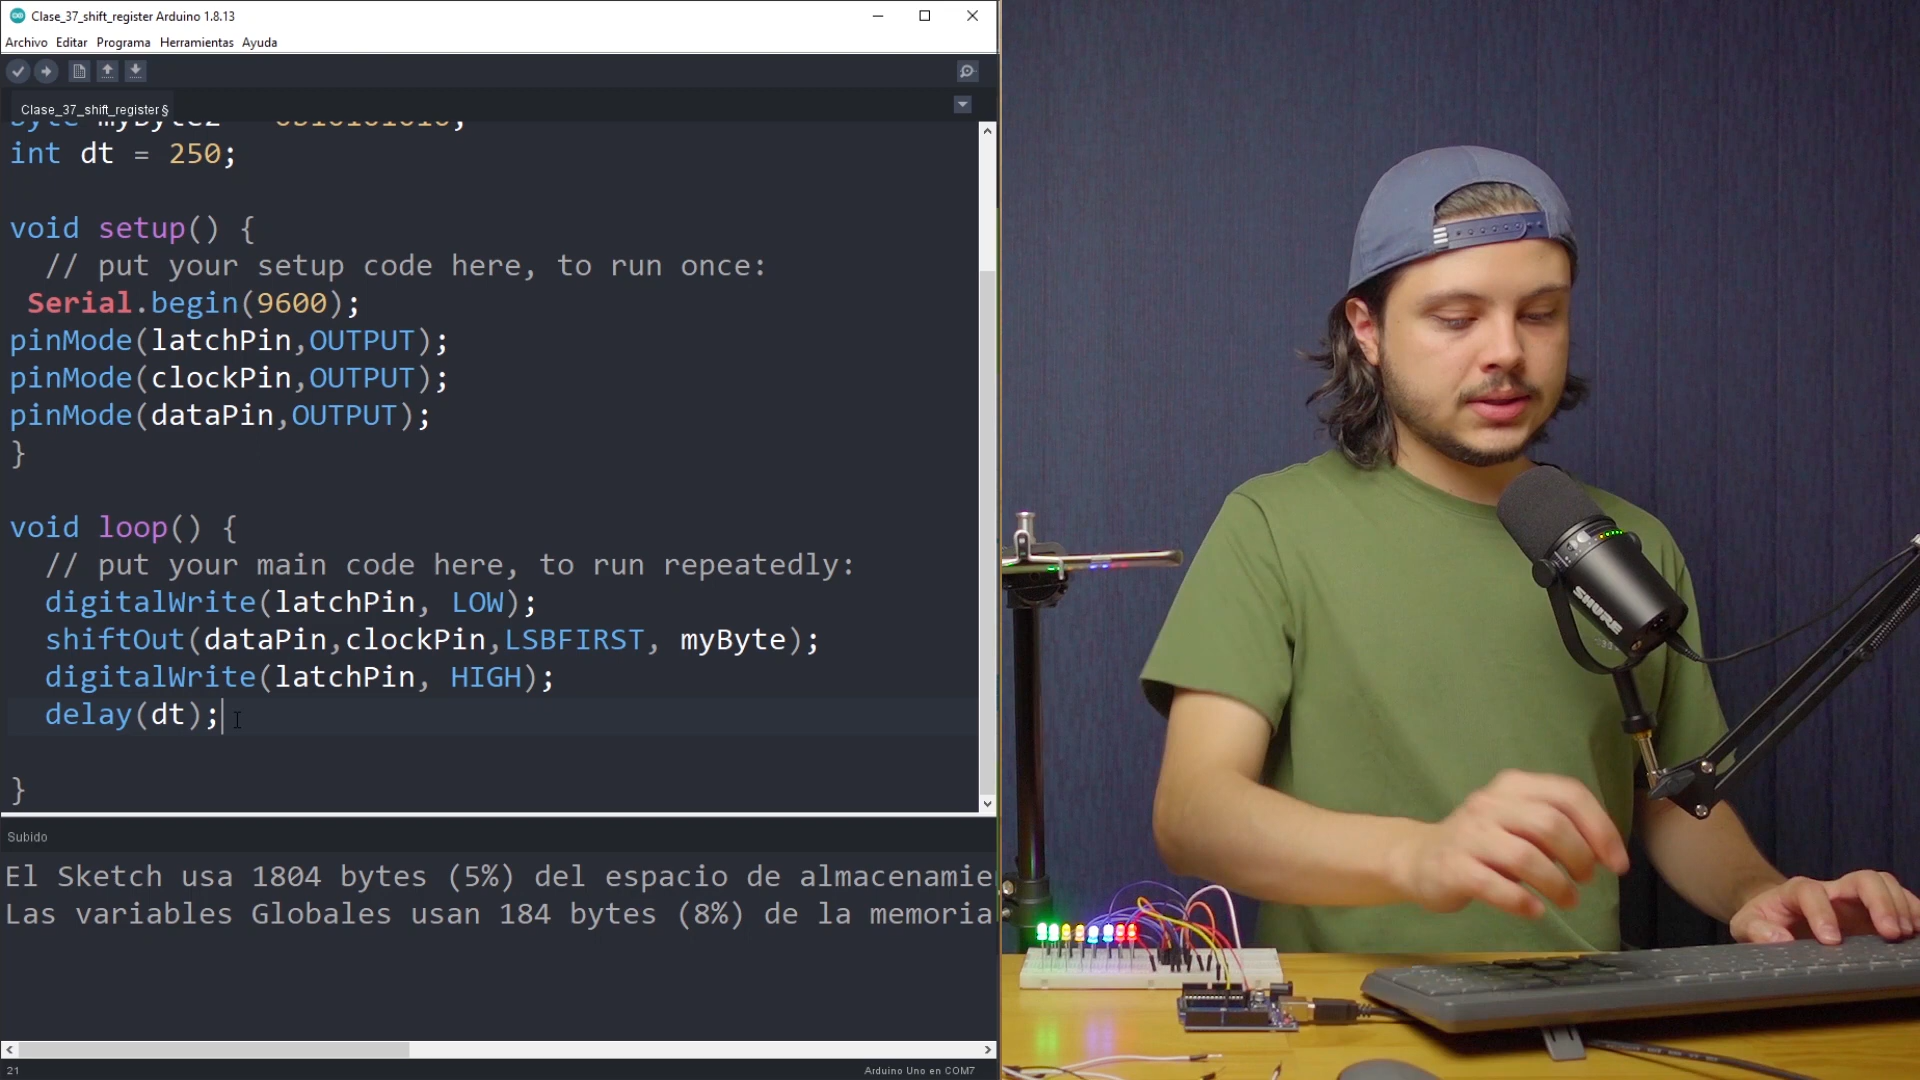 Clase_37_shift_register Arduino 1.8.13
Archivo Editar Programa Herramientas Ayuda
Clase_37_shift_register §
int dt = 250;
void setup() {
// put your setup code here, to run once:
Serial.begin(9600);
pinMode(latchPin,OUTPUT);
pinMode(clockPin,OUTPUT);
pinMode(dataPin,OUTPUT);
}
void loop() {
// put your main code here, to run repeatedly:
digitalWrite(latchPin, LOW);
shiftOut(dataPin,clockPin,LSBFIRST, myByte);
digitalWrite(latchPin, HIGH);
delay(dt);
}
Subido
El Sketch usa 1804 bytes (5%) del espacio de almacenamie
Las variables Globales usan 184 bytes (8%) de la memoria
21
Arduino Uno en COM7
SHURE